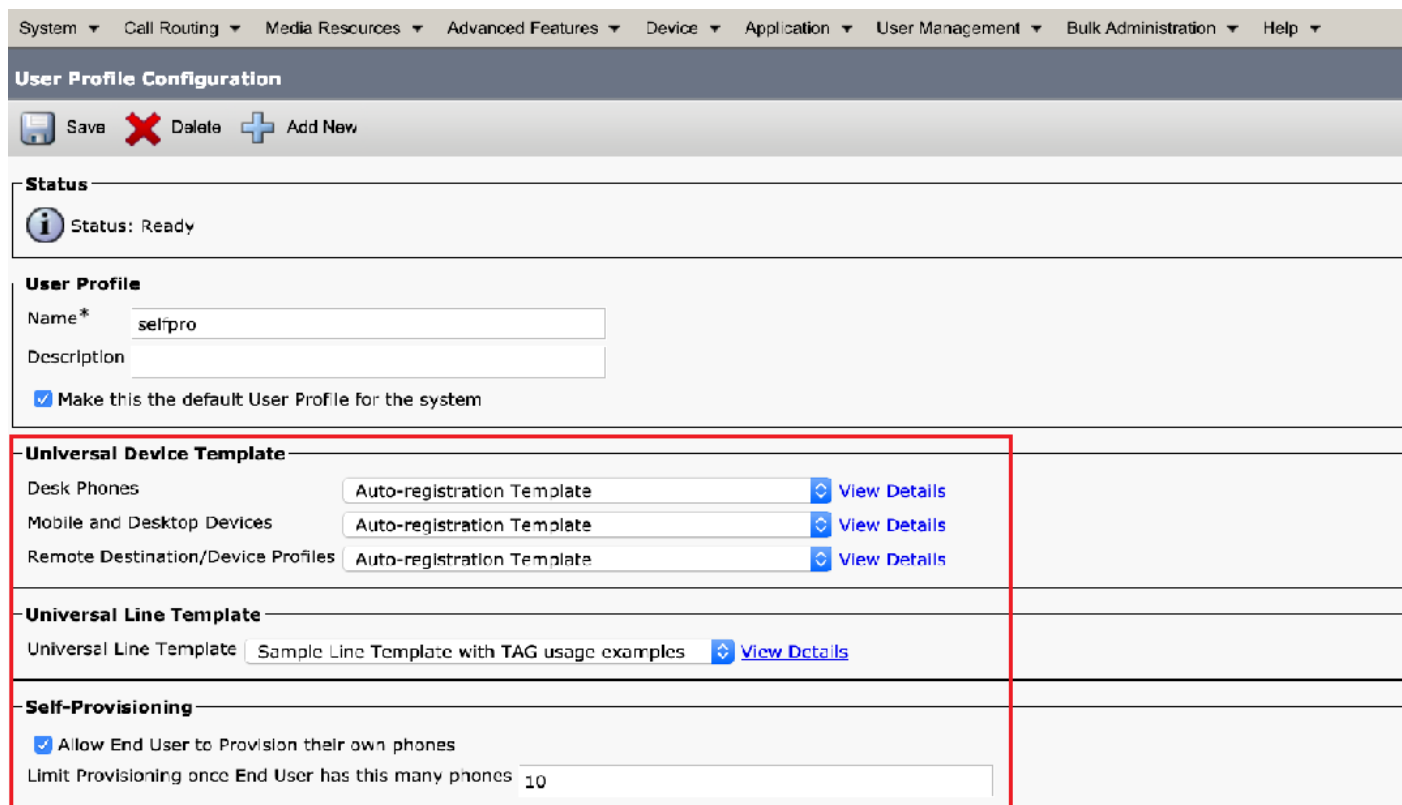 System Call Routing Media Resources Advanced Features Device Application User Management Bulk Administration Help
User Profile Configuration
Save Delete Add New
Status
Status: Ready
User Profile
Name*
selfpro
Description
Make this the default User Profile for the system
Universal Device Template
Desk Phones Auto-registration Template View Details
Mobile and Desktop Devices Auto-registration Template View Details
Remote Destination/Device Profiles Auto-registration Template View Details
Universal Line Template
Universal Line Template Sample Line Template with TAG usage examples View Details
Self-Provisioning
Allow End User to Provision their own phones
Limit Provisioning once End User has this many phones 10